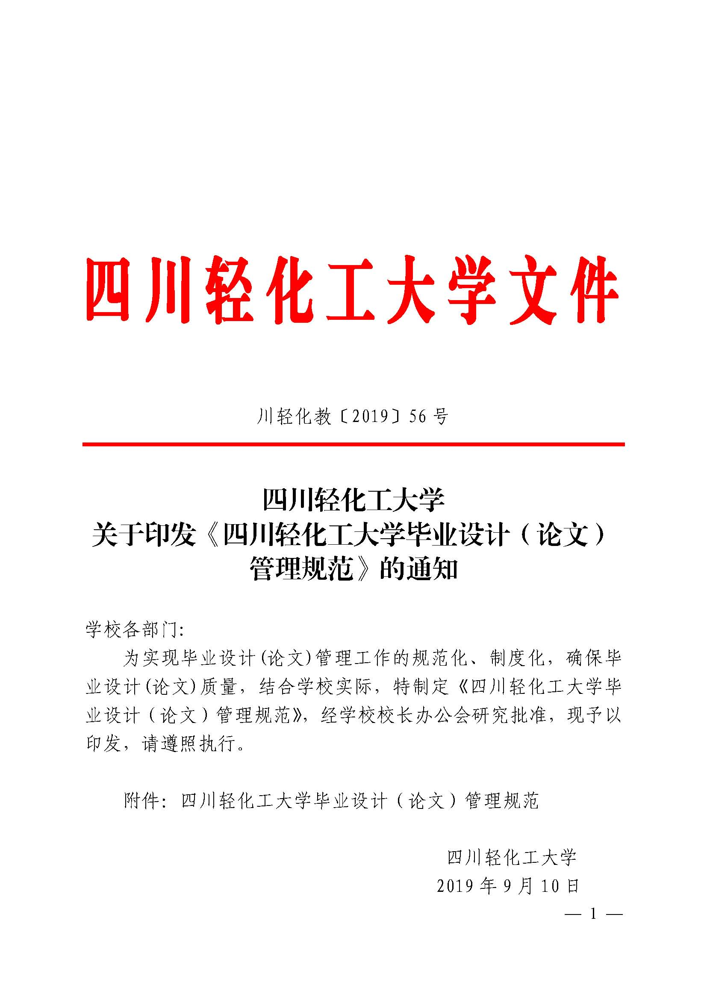 四川轻化工大学文件
川轻化教〔2019〕56 号
四川轻化工大学
关于印发《四川轻化工大学毕业设计（论文）
管理规范》的通知
学校各部门：
为实现毕业设计(论文)管理工作的规范化、制度化，确保毕
业设计(论文)质量，结合学校实际，特制定《四川轻化工大学毕
业设计（论文）管理规范》，经学校校长办公会研究批准，现予以
印发，请遵照执行。
附件：四川轻化工大学毕业设计（论文）管理规范
四川轻化工大学
2019 年 9 月 10 日
— 1 —